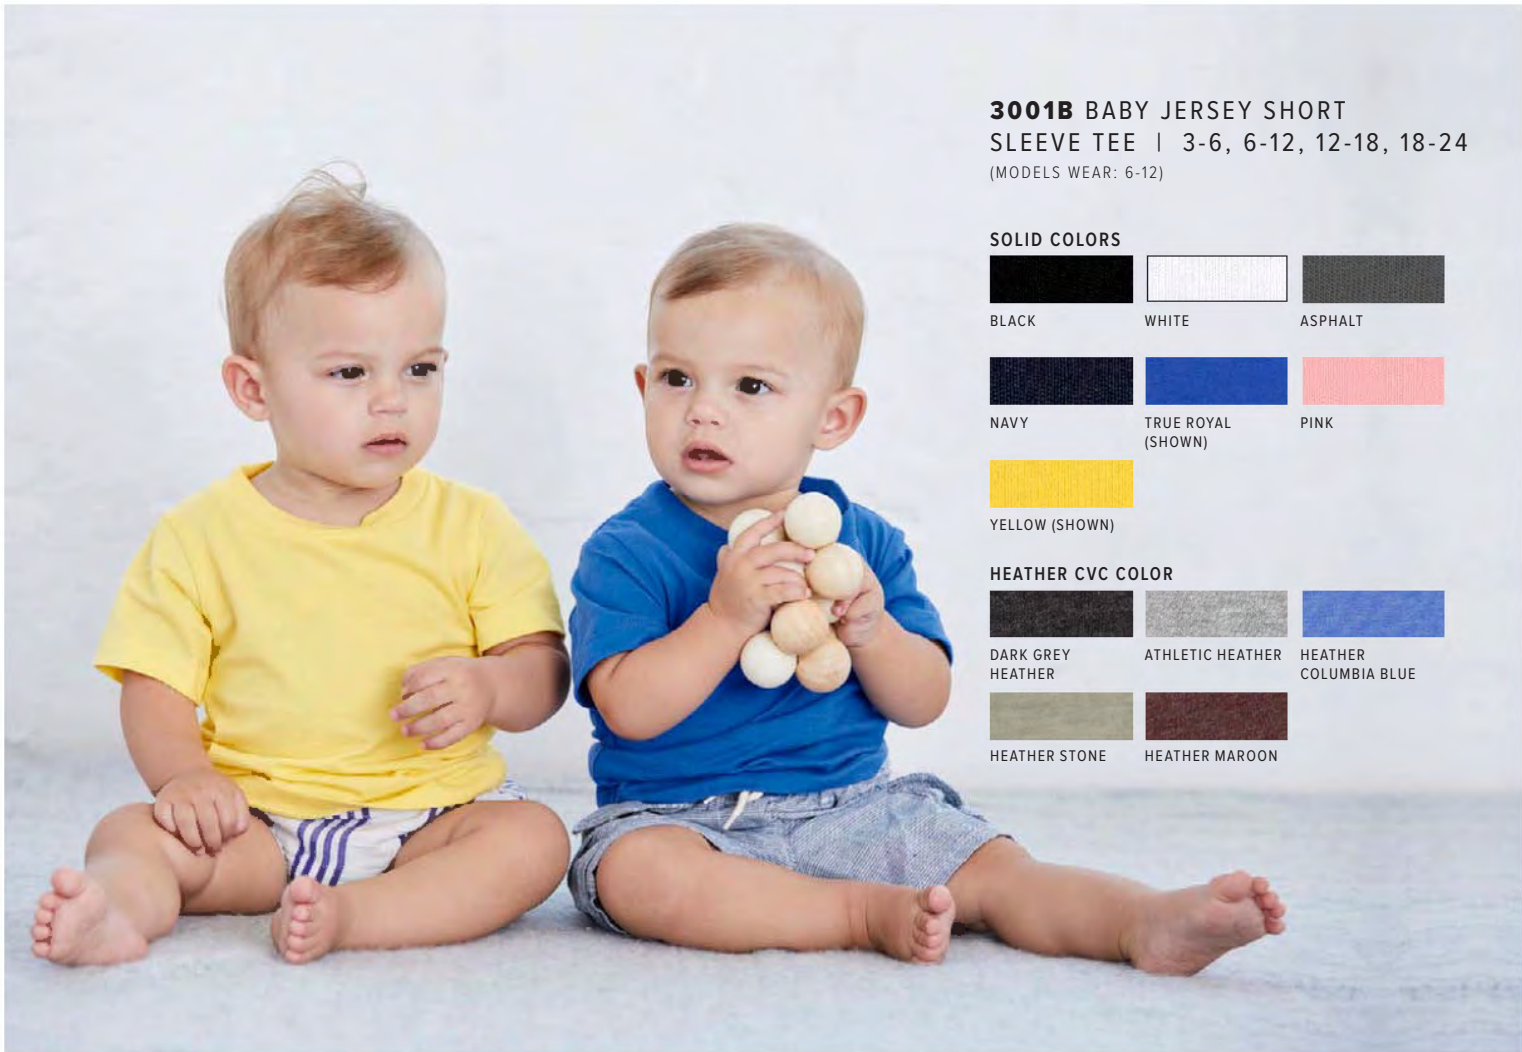 3001B BABY JERSEY SHORT
SLEEVE TEE | 3-6, 6-12, 12-18, 18-24
(MODELS WEAR: 6-12)
SOLID COLORS
BLACK
WHITE
ASPHALT
NAVY
TRUE ROYAL
(SHOWN)
PINK
YELLOW (SHOWN)
HEATHER CVC COLOR
DARK GREY
HEATHER
ATHLETIC HEATHER
HEATHER
COLUMBIA BLUE
HEATHER STONE
HEATHER MAROON